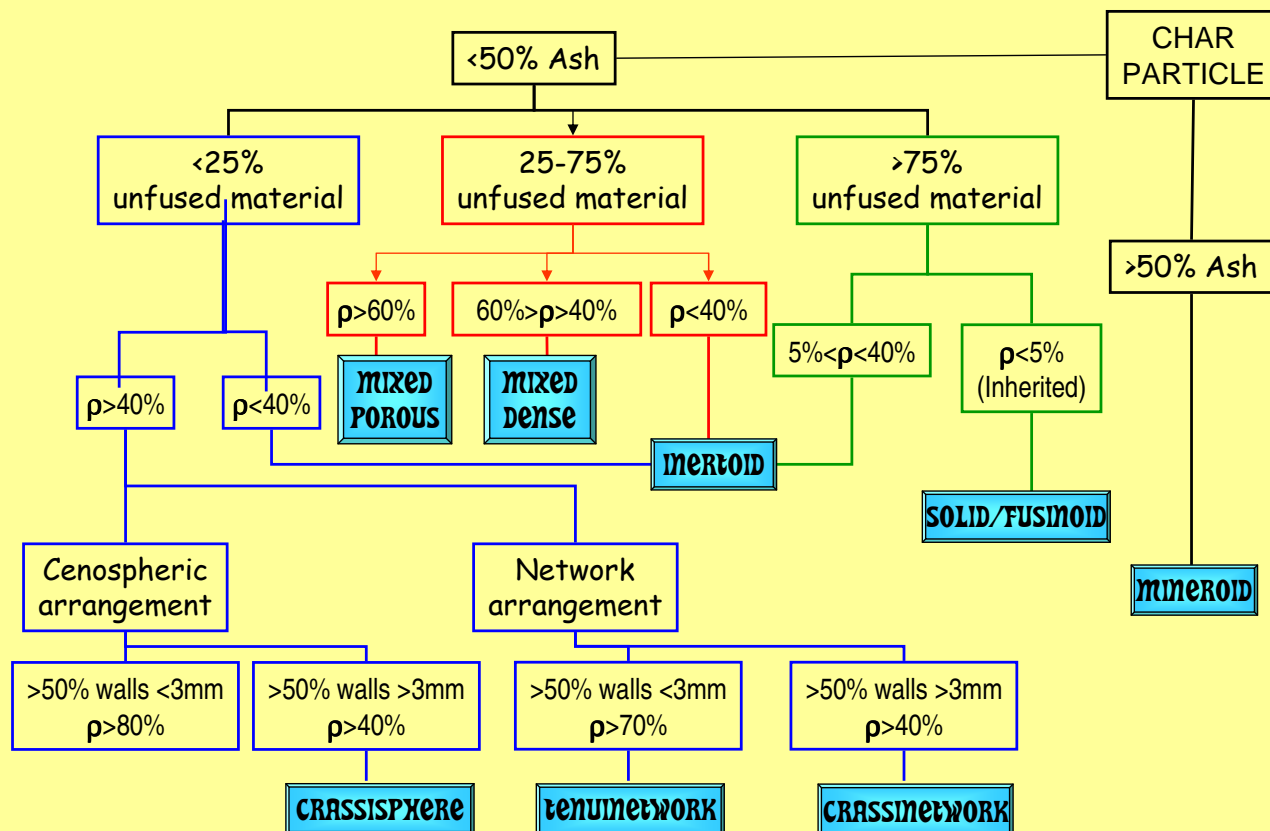 <50% Ash
CHAR
PARTICLE
<25%
unfused material
25-75%
unfused material
>75%
unfused material
>50% Ash
ρ>60%
60%>ρ>40%
ρ<40%
5%<ρ<40%
ρ<5%
(Inherited)
MIXED
POROUS
MIXED
DENSE
ρ>40%
ρ<40%
INERTOID
SOLID/FUSINOID
MINEROID
Cenospheric
arrangement
Network
arrangement
>50% walls <3mm
ρ>80%
>50% walls >3mm
ρ>40%
>50% walls <3mm
ρ>70%
>50% walls >3mm
ρ>40%
CRASSISPHERE
TENUINETWORK
CRASSINETWORK